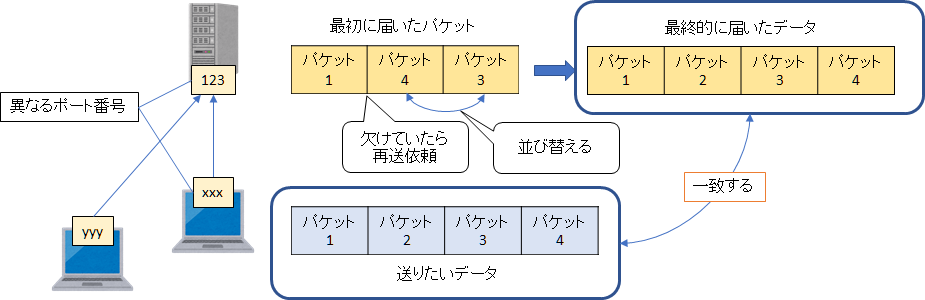 123
異なるポート番号
xxx
yyy
最初に届いたパケット
パケット
1
パケット
4
パケット
3
欠けていたら
再送依頼
並び替える
最終的に届いたデータ
パケット
1
パケット
2
パケット
3
パケット
4
一致する
パケット
1
パケット
2
パケット
3
パケット
4
送りたいデータ